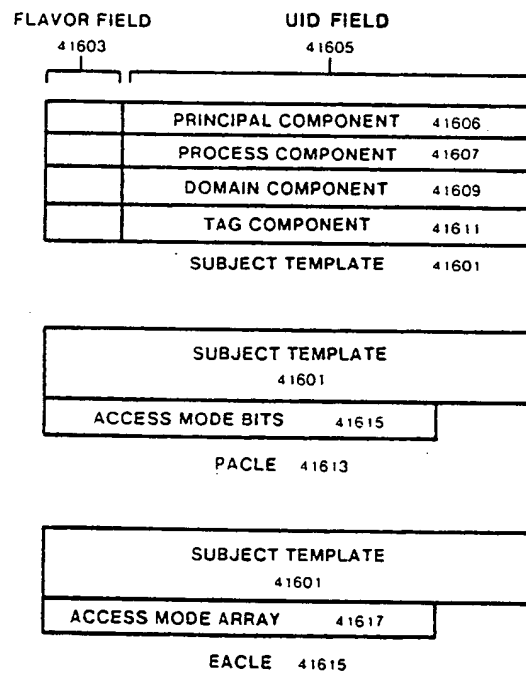 FLAVOR FIELD UID FIELD
41603 41605
PRINCIPAL COMPONENT 41606
PROCESS COMPONENT 41607
DOMAIN COMPONENT 41609
TAG COMPONENT 41611
SUBJECT TEMPLATE 41601
SUBJECT TEMPLATE
41601
ACCESS MODE BITS 41615
PACLE 41613
SUBJECT TEMPLATE
41601
ACCESS MODE ARRAY 41617
EACLE 41615